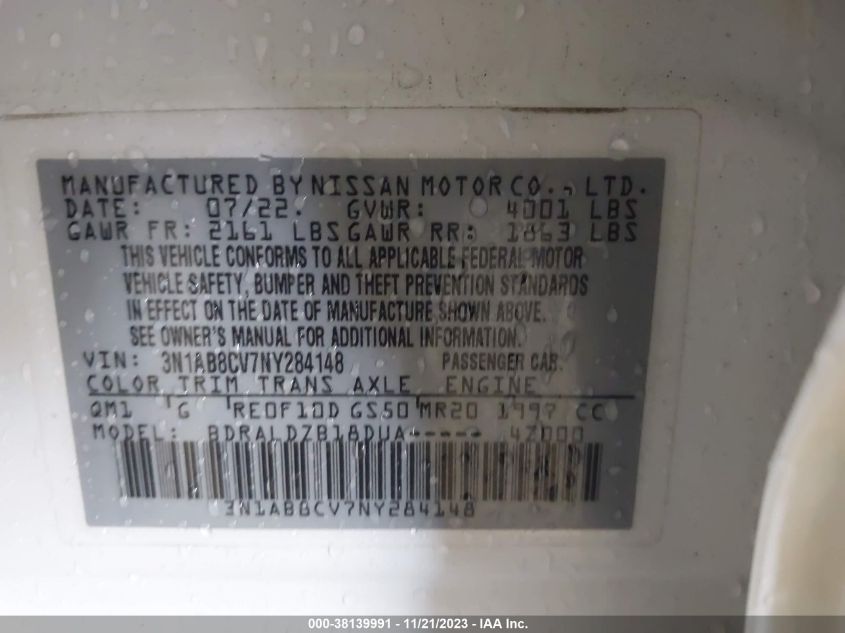 MANUFACTURED BY NISSAN MOTOR CO., LTD.
DATE: 07/22. GVWR: 4001 LBS
GAWR FR: 2161 LBS GAWR RR: 1863 LBS
THIS VEHICLE CONFORMS TO ALL APPLICABLE FEDERAL MOTOR
VEHICLE SAFETY, BUMPER AND THEFT PREVENTION STANDARDS
IN EFFECT ON THE DATE OF MANUFACTURE SHOWN ABOVE.
SEE OWNER'S MANUAL FOR ADDITIONAL INFORMATION.
VIN: 3N1AB8CV7NY284148 PASSENGER CAR.
COLOR TRIM TRANS AXLE ENGINE
QM1 G RE0F10D GS50 MR20 1997 CC
MODEL: BDRALDZB18DUA----- 4Z000
3N1AB8CV7NY284148
000-38139991 - 11/21/2023 - IAA Inc.